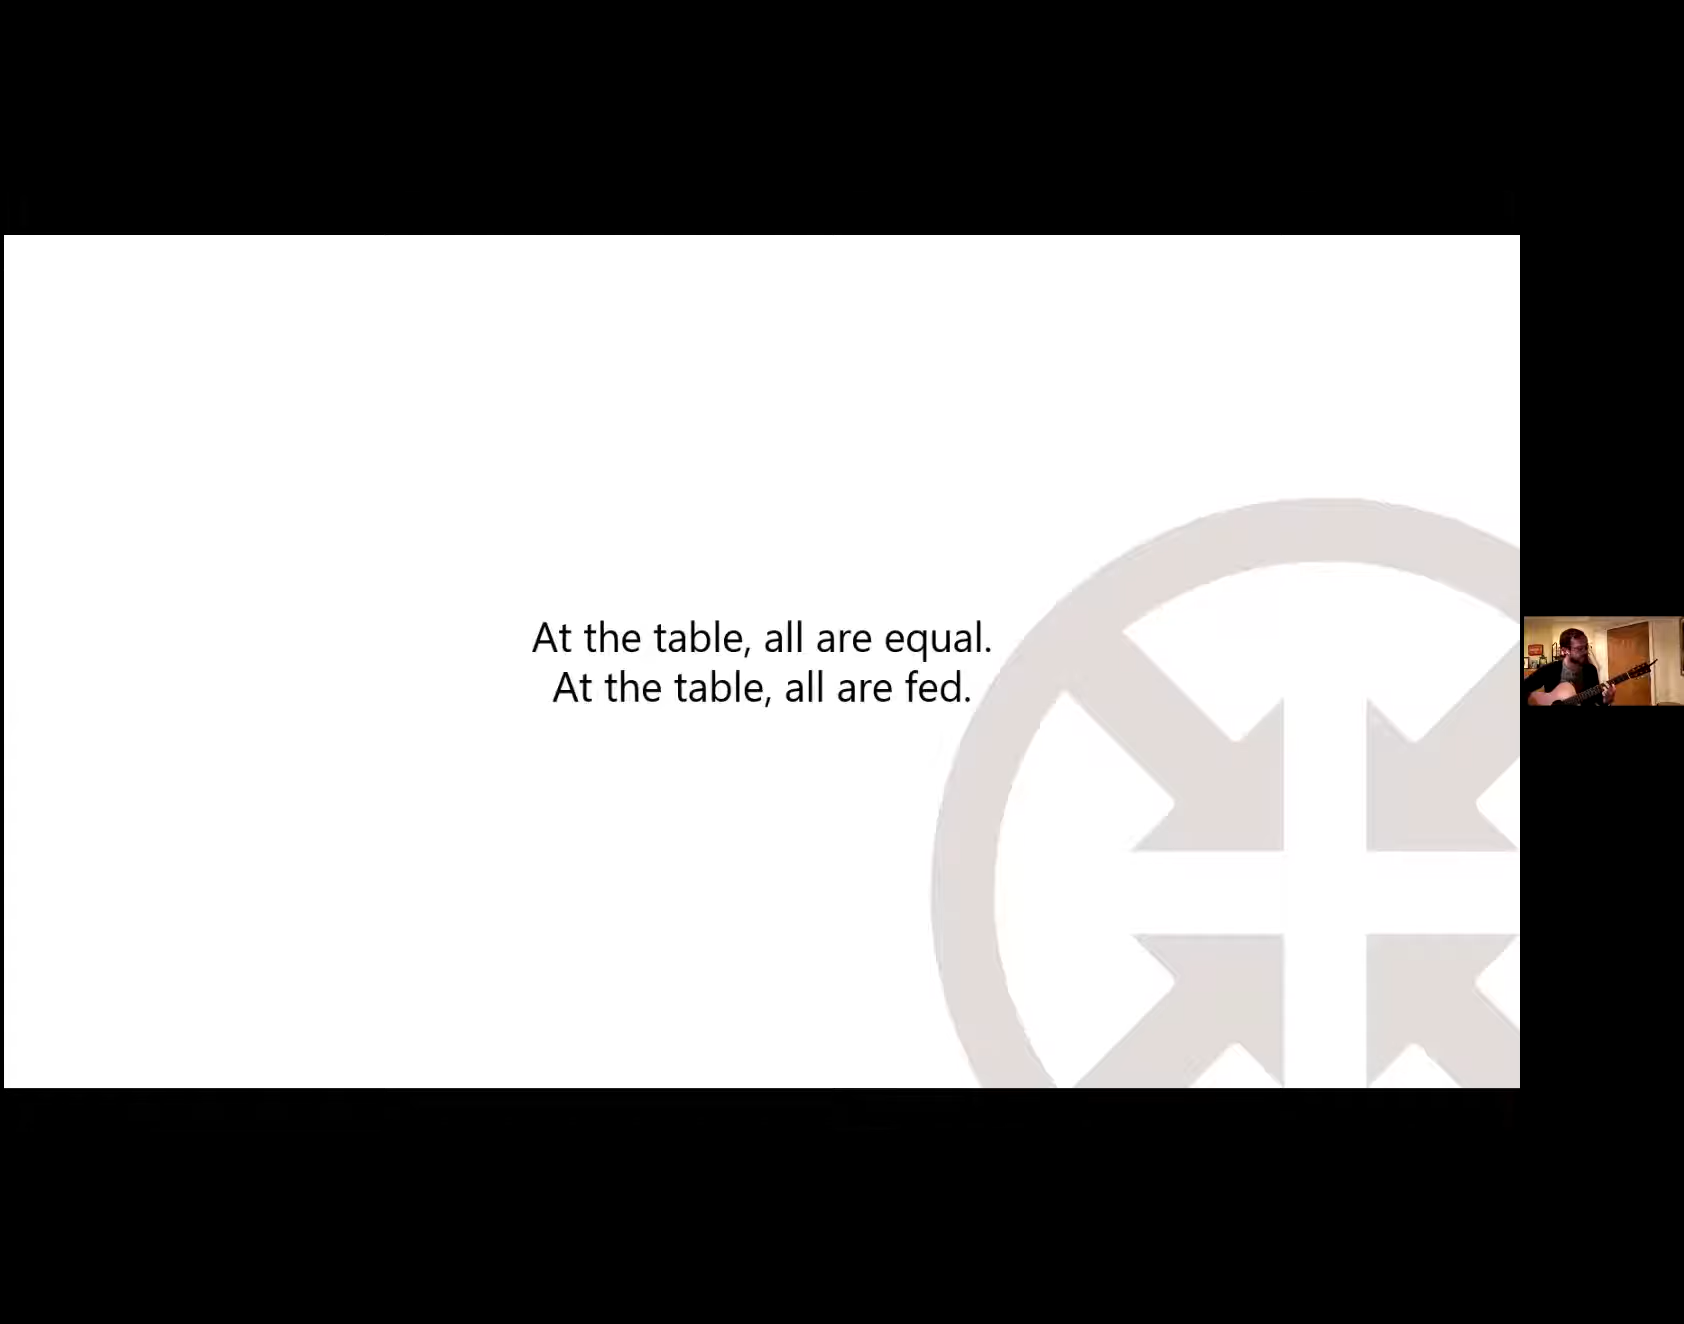 At the table, all are equal.
At the table, all are fed.